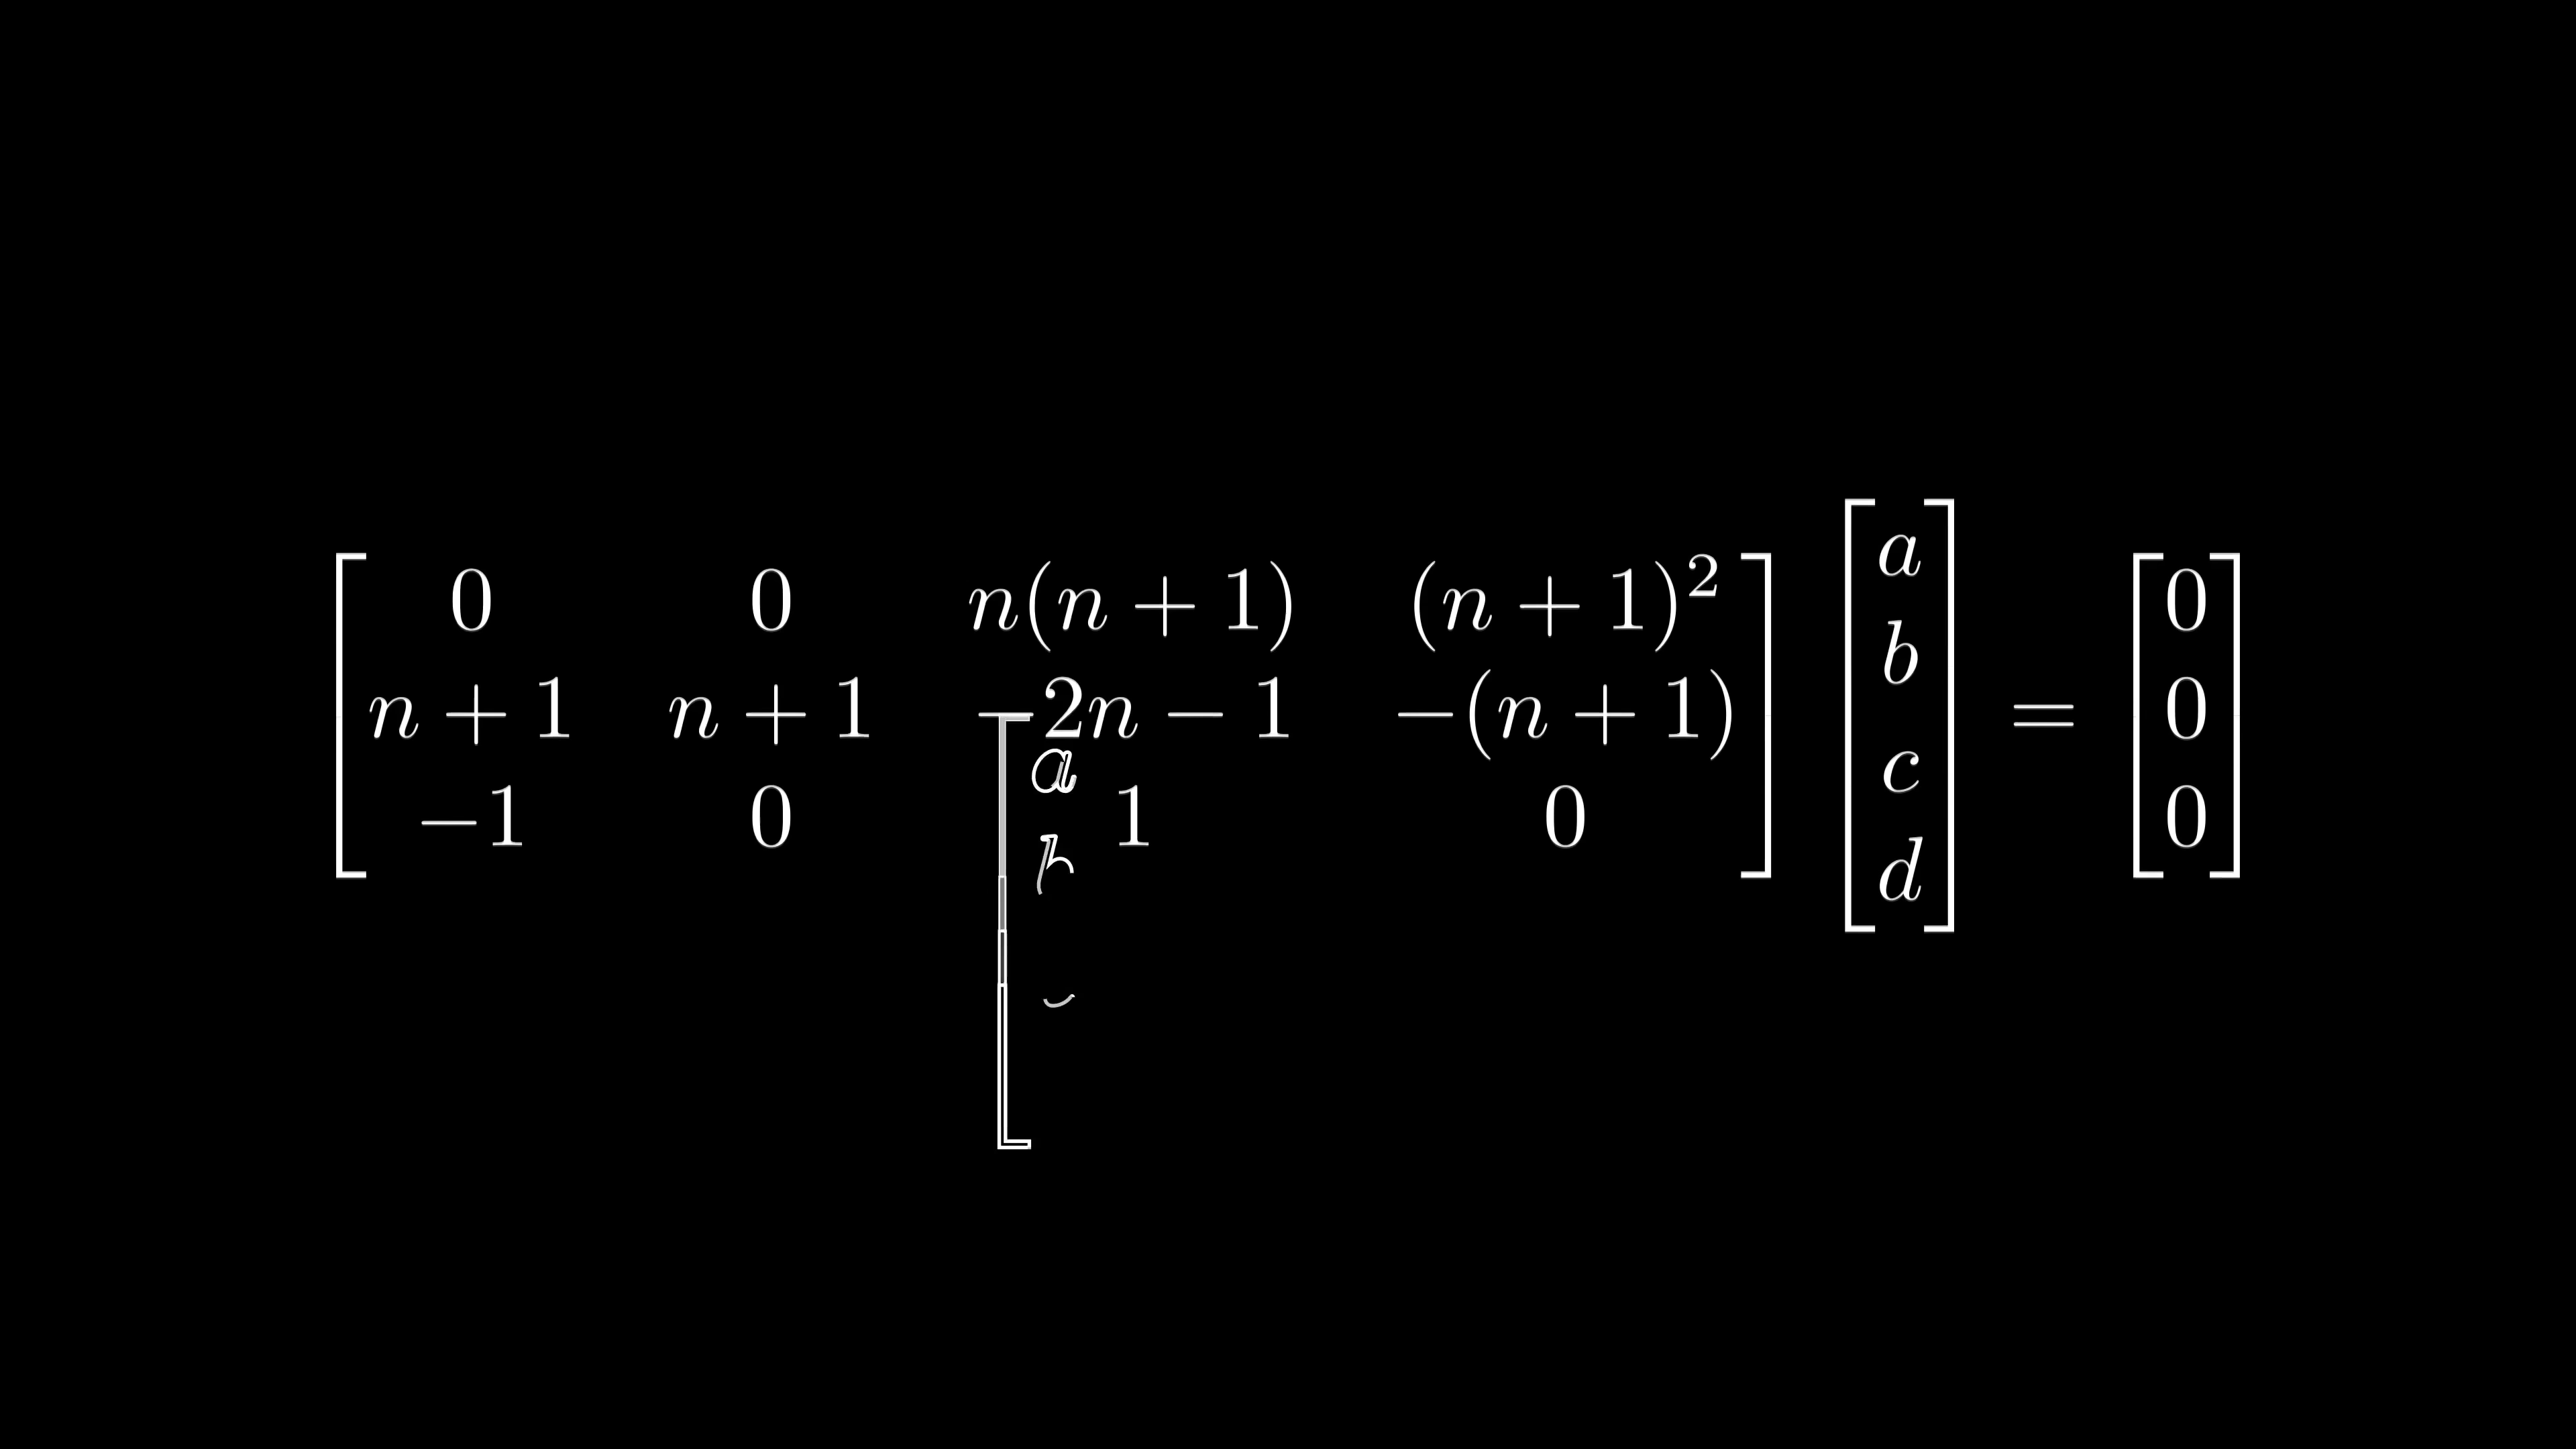 0 0 n(n + 1) (n + 1)²
n + 1 n + 1 −2n − 1 −(n + 1)
−1 0 1 0
a
b
c
d
=
0
0
0
a